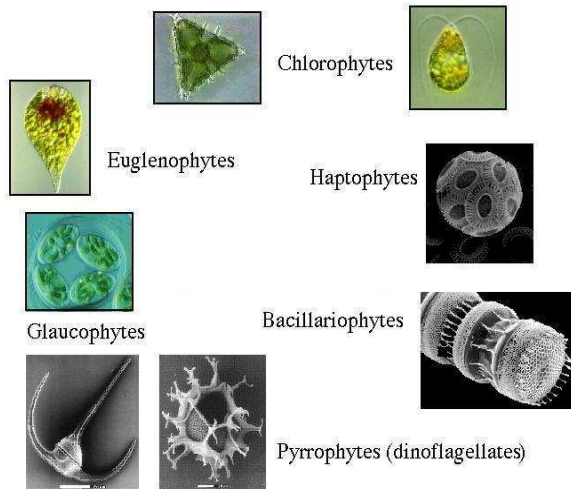 Chlorophytes
Euglenophytes
Haptophytes
Glaucophytes
Bacillariophytes
Pyrrophytes (dinoflagellates)